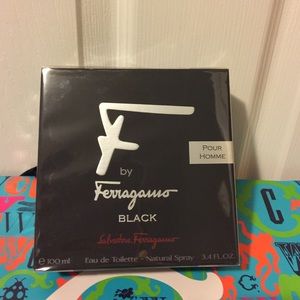 F
by
Ferragamo
BLACK
POUR
HOMME
Salvatore Ferragamo
℮ 100 ml Eau de Toilette Natural Spray 3.4 FL.OZ.
C